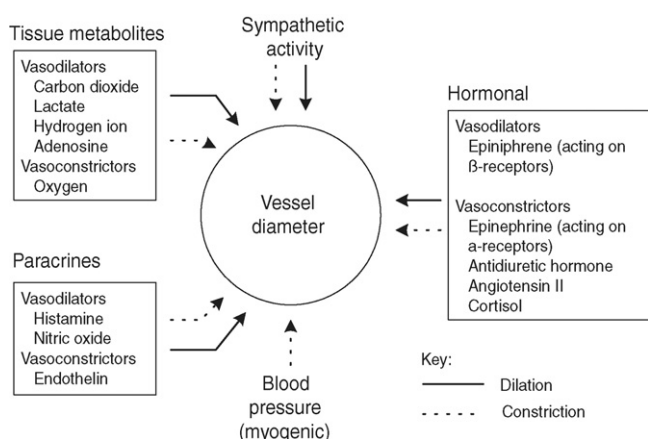 Tissue metabolites
Vasodilators
Carbon dioxide
Lactate
Hydrogen ion
Adenosine
Vasoconstrictors
Oxygen
Sympathetic
activity
Hormonal
Vasodilators
Epiniphrene (acting on
ß-receptors)
Vasoconstrictors
Epinephrine (acting on
a-receptors)
Antidiuretic hormone
Angiotensin II
Cortisol
Vessel
diameter
Paracrines
Vasodilators
Histamine
Nitric oxide
Vasoconstrictors
Endothelin
Blood
pressure
(myogenic)
Key:
Dilation
Constriction